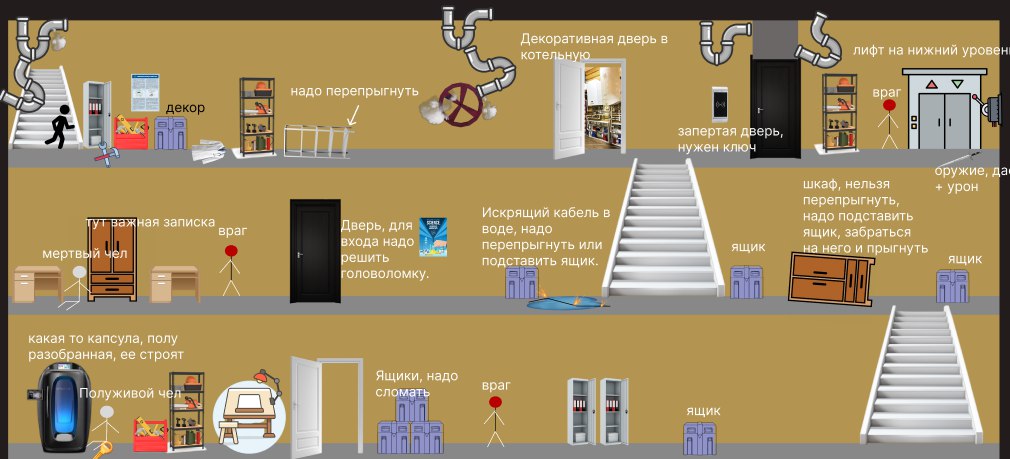 Декоративная дверь в
котельную
лифт на нижний уровень
декор
надо перепрыгнуть
враг
запертая дверь,
нужен ключ
оружие, дає
+ урон
тут важная записка
враг
мертвый чел
Дверь, для
входа надо
решить
головоломку.
Искрящий кабель в
воде, надо
перепрыгнуть или
подставить ящик.
ящик
шкаф, нельзя
перепрыгнуть,
надо подставить
ящик, забраться
на него и прыгнуть
ящик
какая то капсула, полу
разобранная, ее строят
Полуживой чел
Ящики, надо
сломать
враг
ящик